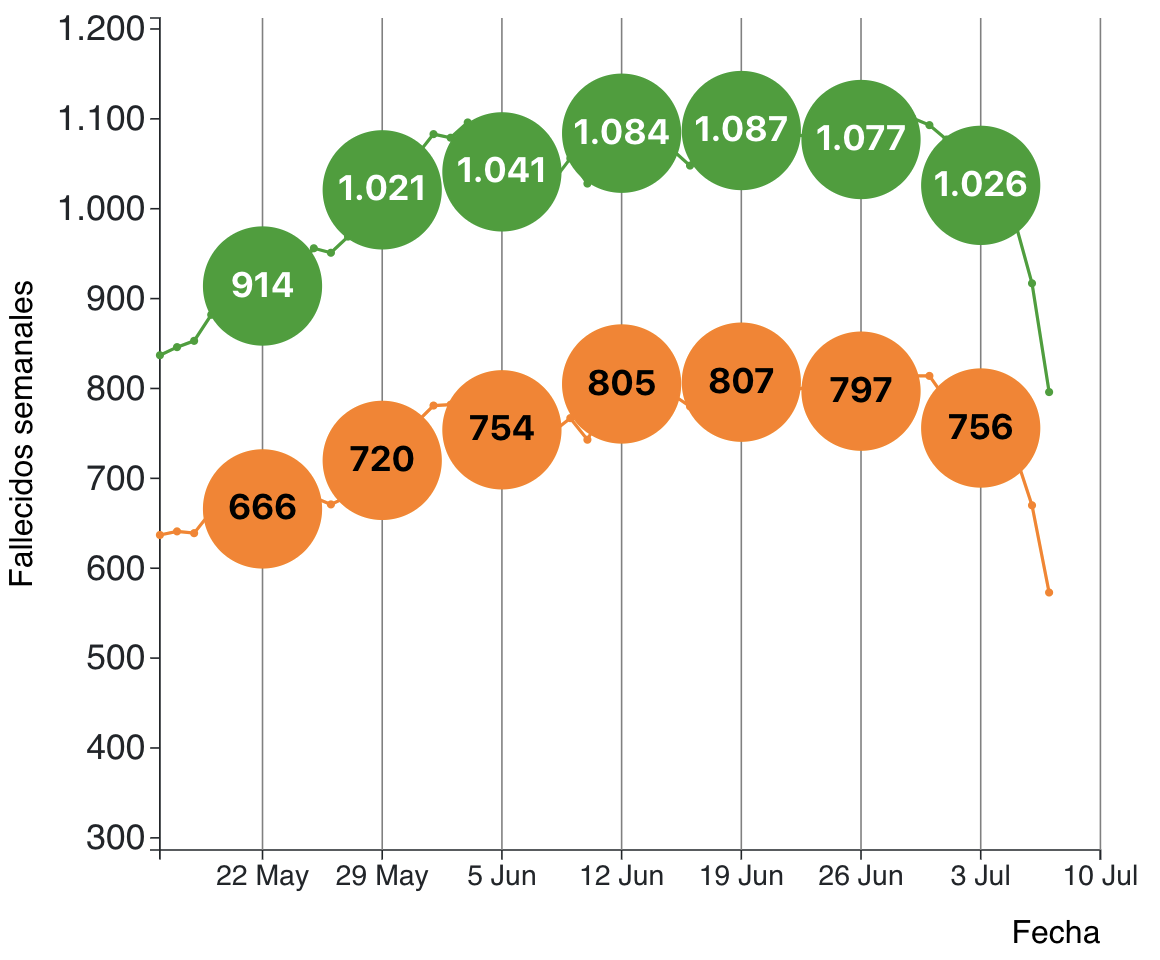 1.200
1.100
1.000
900
800
700
600
500
400
300
Fallecidos semanales
914
1.021
1.041
1.084
1.087
1.077
1.026
666
720
754
805
807
797
756
22 May
29 May
5 Jun
12 Jun
19 Jun
26 Jun
3 Jul
10 Jul
Fecha